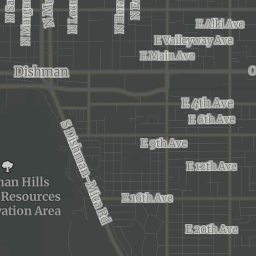 E Alki Ave
E Valleyway Ave
E Main Ave
Dishman
E 4th Ave
E 6th Ave
S Dishman-Mica Rd
E 9th Ave
E 12th Ave
Hills
Resources
Area
E 16th Ave
E 20th Ave